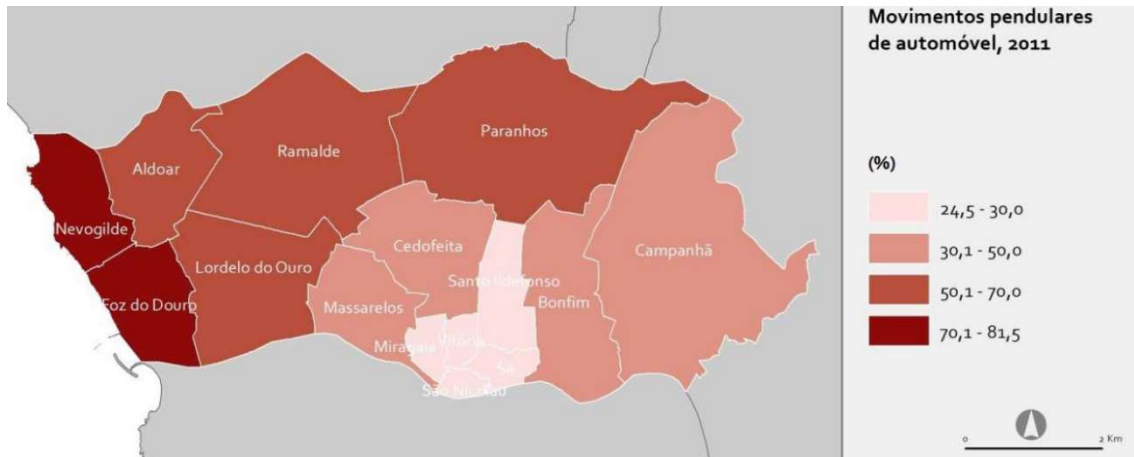 Movimentos pendulares
de automóvel, 2011
(%)
24,5 - 30,0
30,1 - 50,0
50,1 - 70,0
70,1 - 81,5
0 2 Km
Paranhos
Ramalde
Aldoar
Nevogilde
Cedofeita
Campanhã
Lordelo do Ouro
Santo Ildefonso
Foz do Douro
Massarelos
Bonfim
Miragaia
Vitória
Sé
São Nicolau